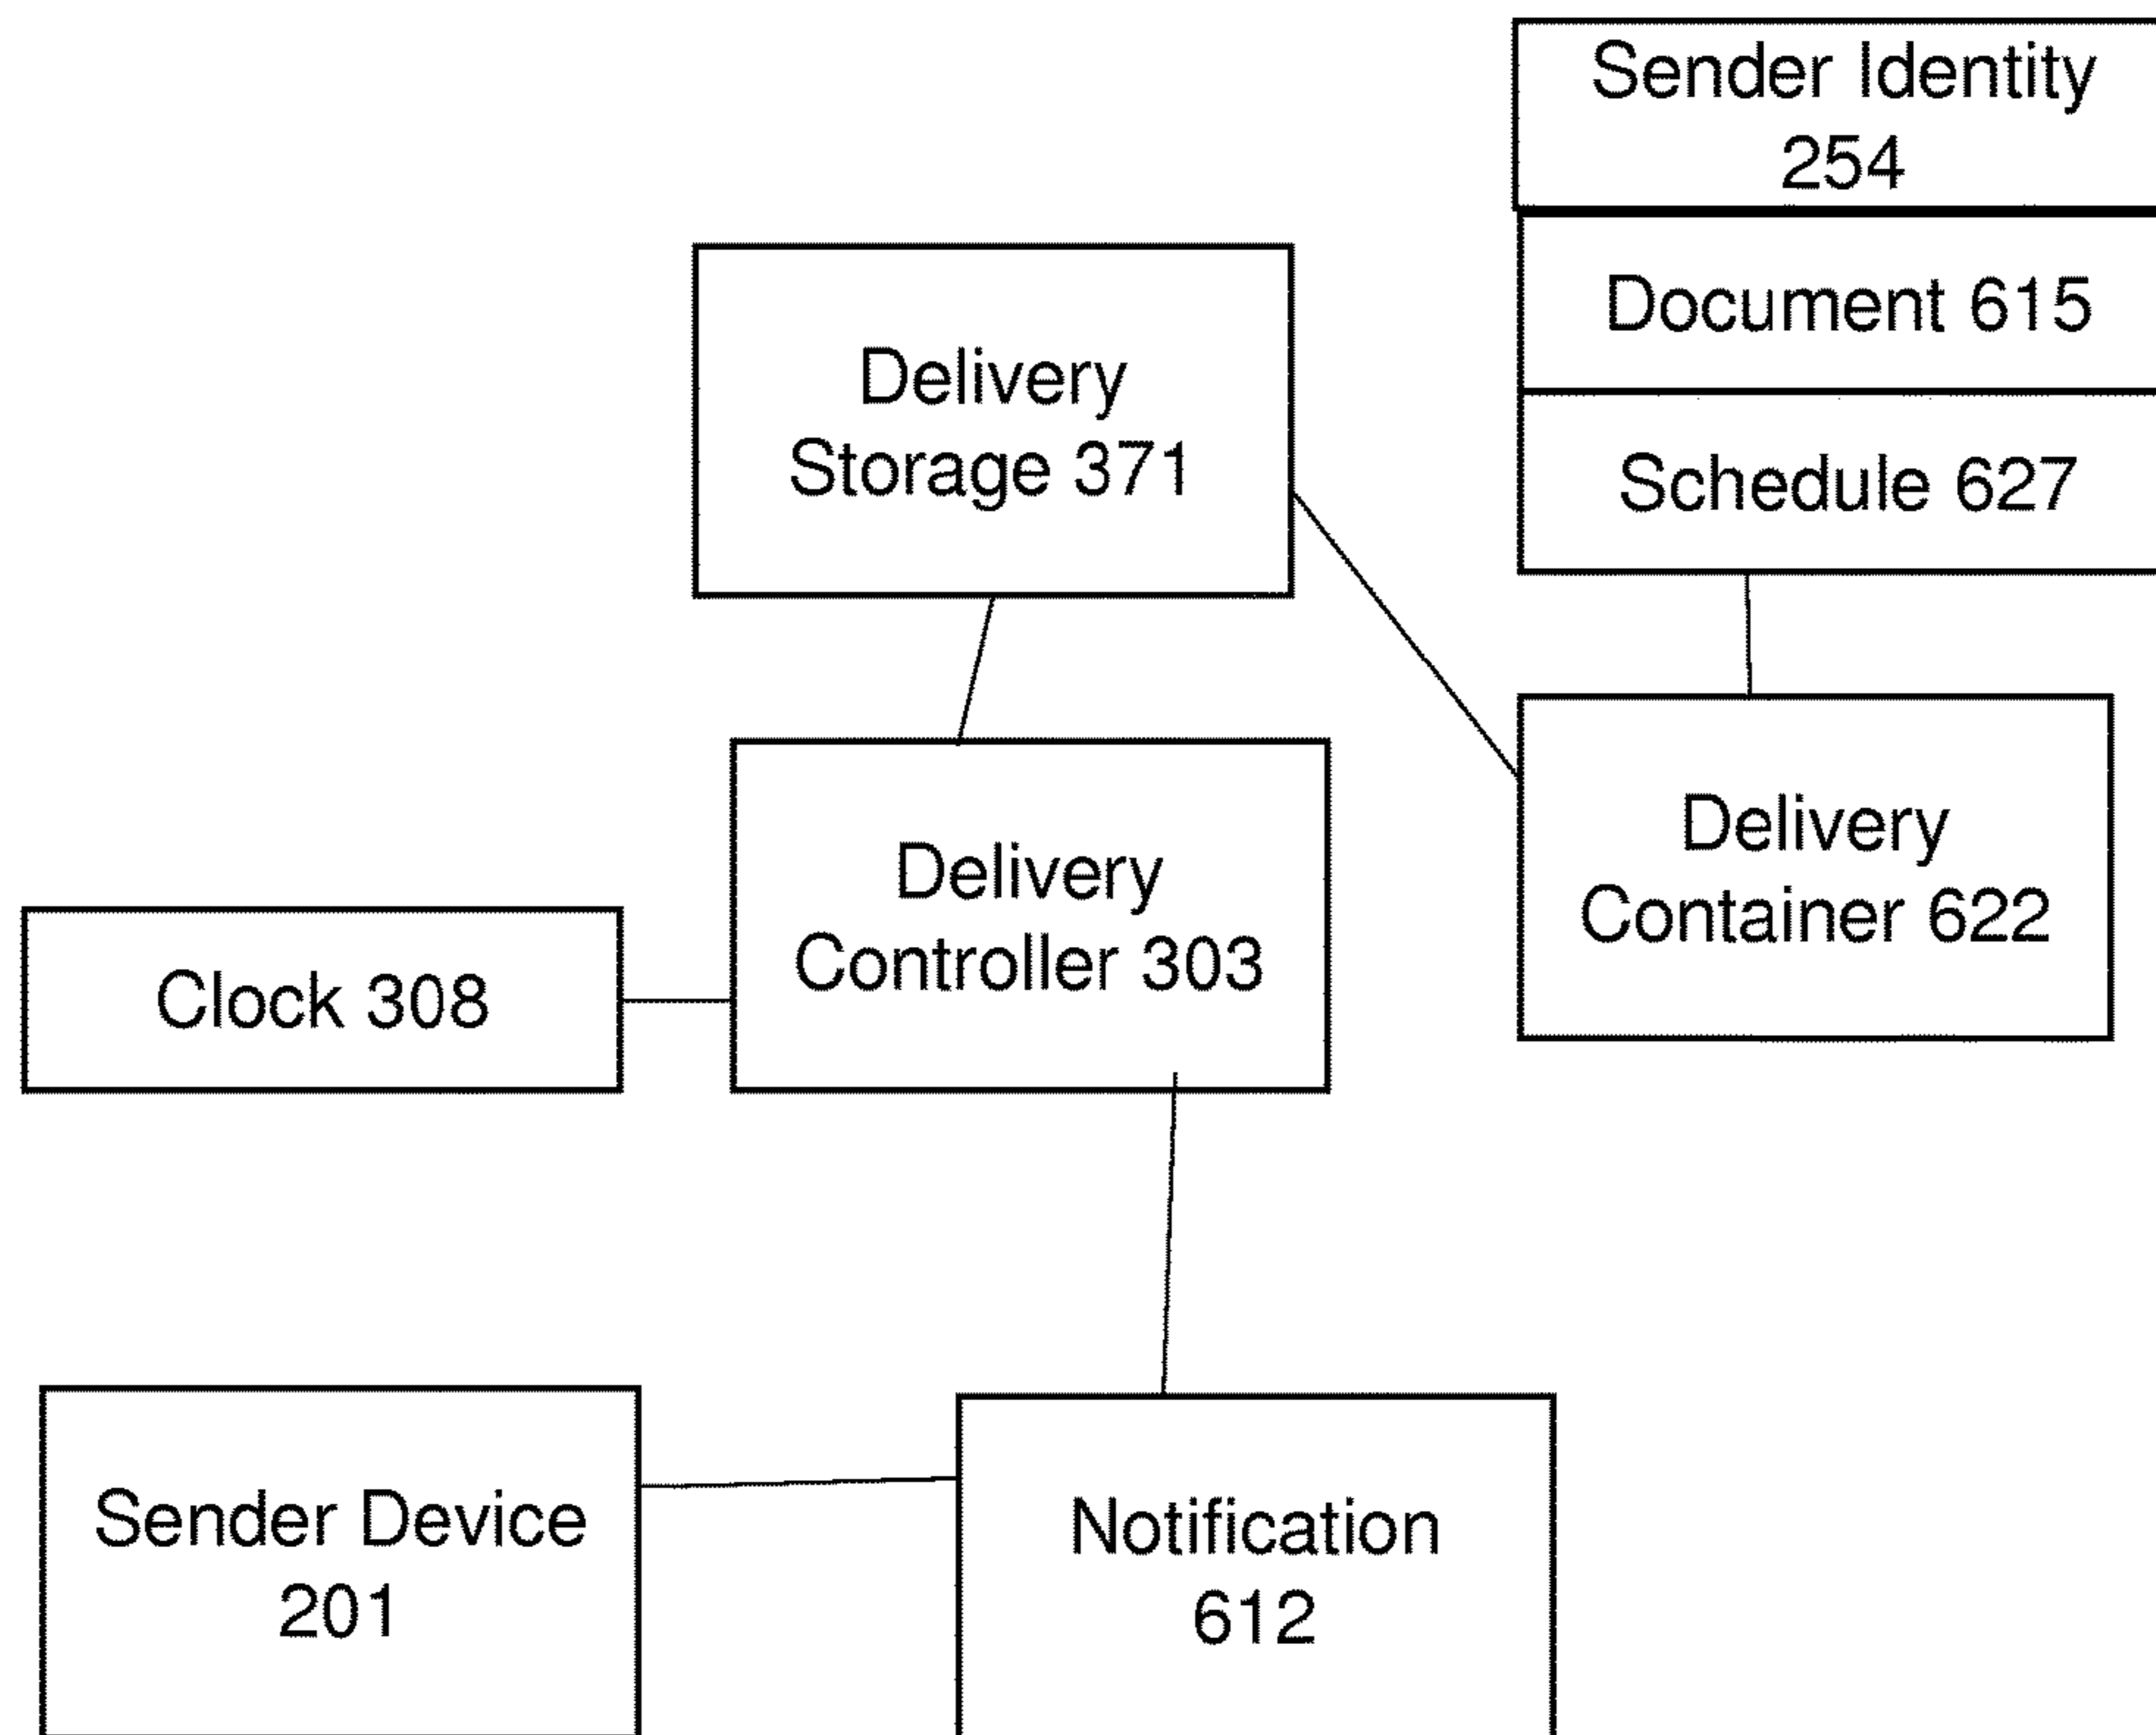 Sender Identity
254
Document 615
Schedule 627
Delivery
Storage 371
Delivery
Controller 303
Delivery
Container 622
Clock 308
Sender Device
201
Notification
612